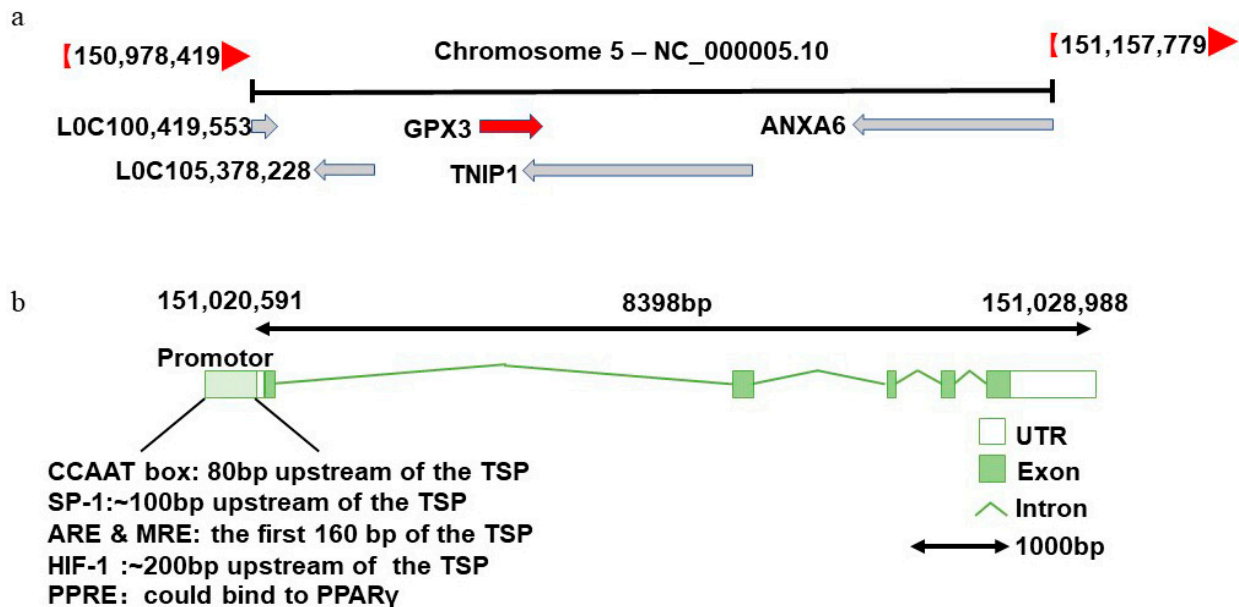 a
[150,978,419
Chromosome 5 – NC_000005.10
[151,157,779
L0C100,419,553
GPX3
ANXA6
L0C105,378,228
TNIP1
b
151,020,591
8398bp
151,028,988
Promotor
CCAAT box: 80bp upstream of the TSP
SP-1:~100bp upstream of the TSP
ARE & MRE: the first 160 bp of the TSP
HIF-1 :~200bp upstream of the TSP
PPRE: could bind to PPARγ
UTR
Exon
Intron
1000bp